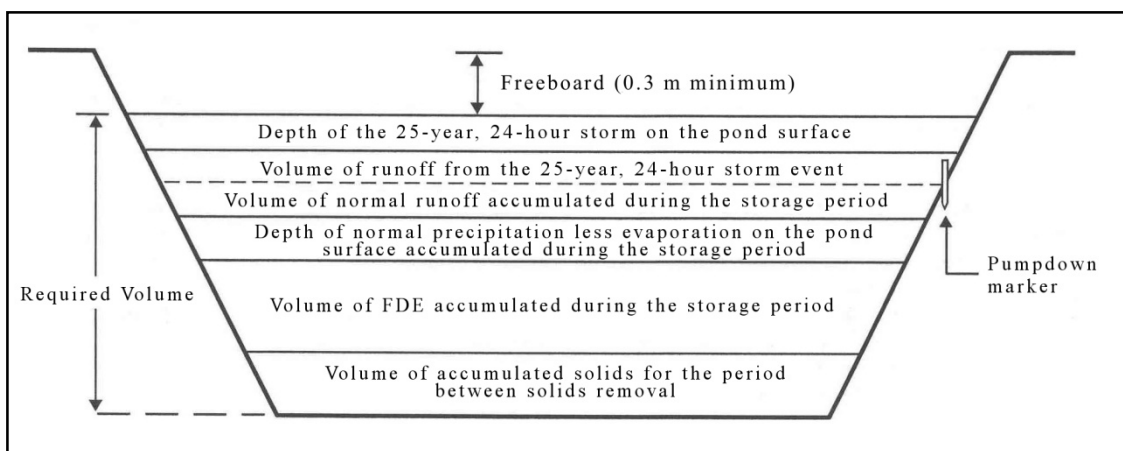 Freeboard (0.3 m minimum)
Depth of the 25-year, 24-hour storm on the pond surface
Volume of runoff from the 25-year, 24-hour storm event
Volume of normal runoff accumulated during the storage period
Depth of normal precipitation less evaporation on the pond
surface accumulated during the storage period
Pumpdown
marker
Required Volume
Volume of FDE accumulated during the storage period
Volume of accumulated solids for the period
between solids removal